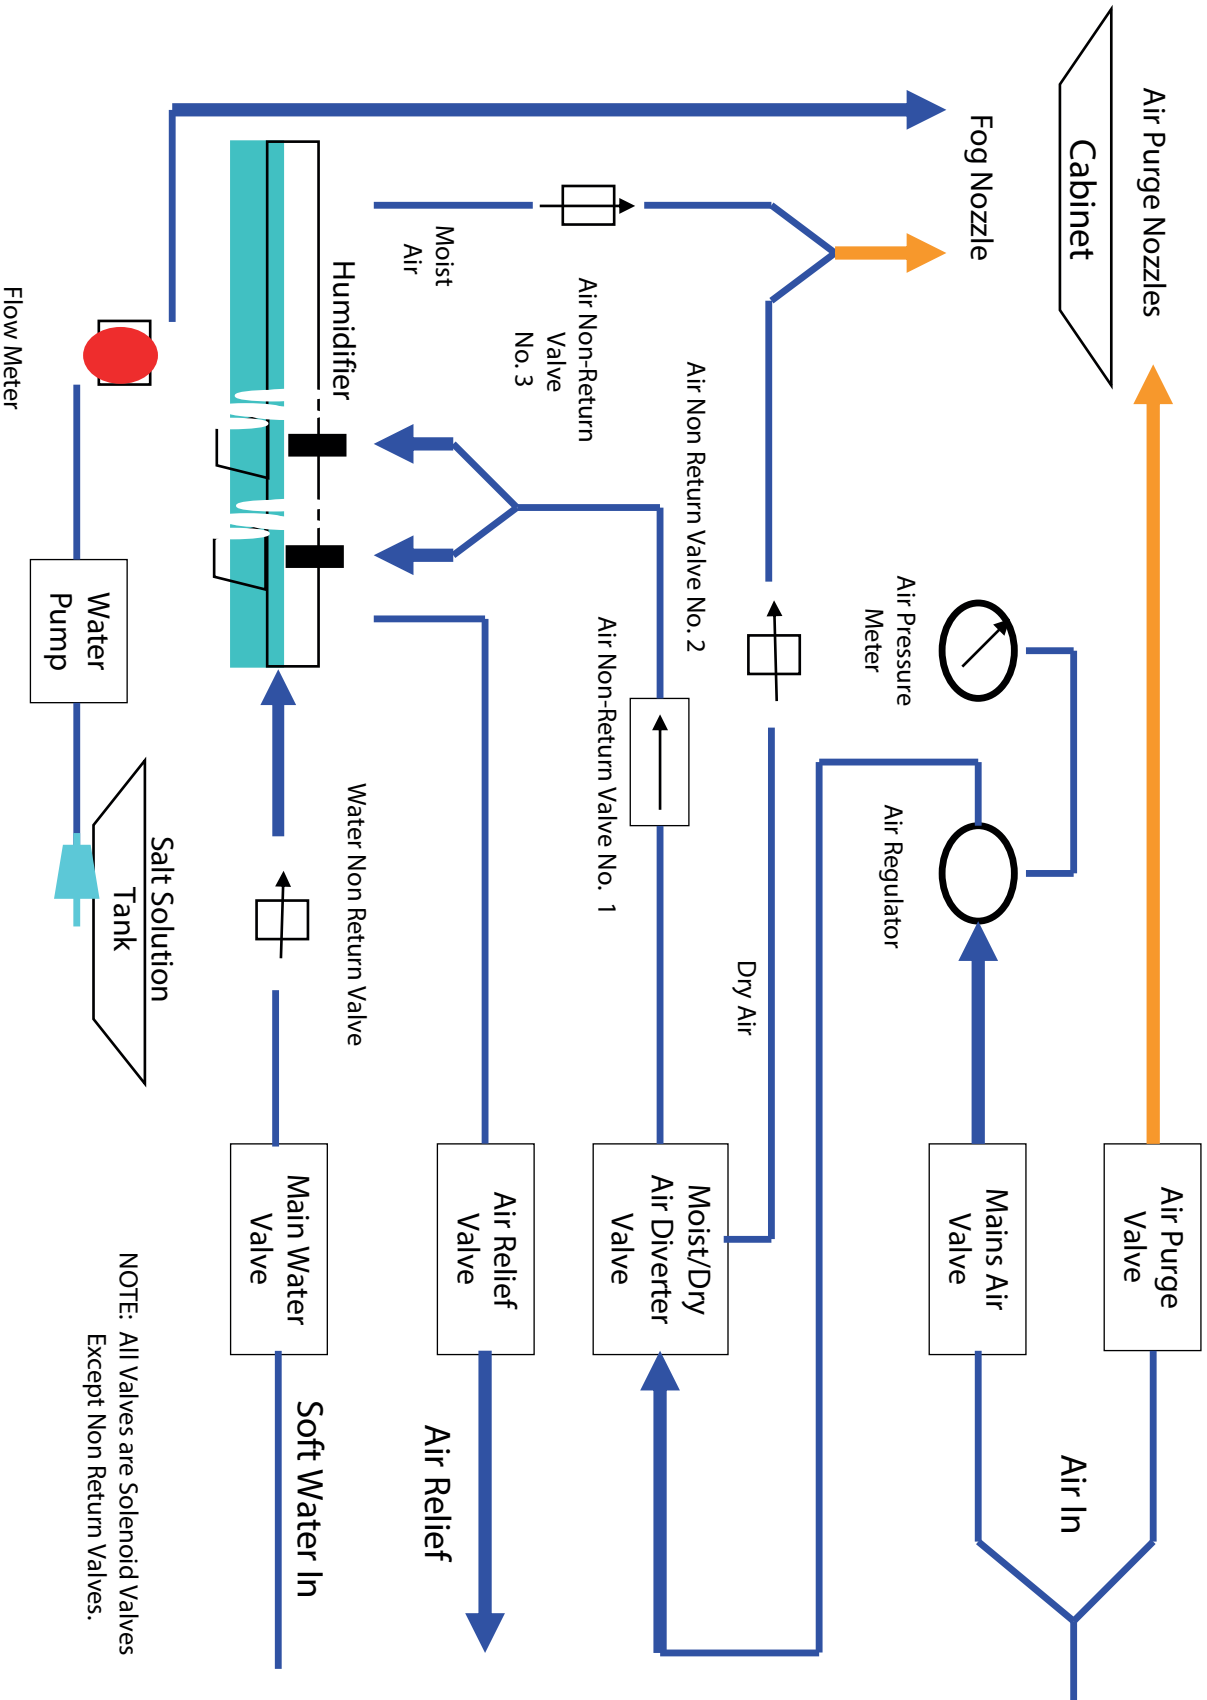 Air Purge Nozzles
Cabinet
Fog Nozzle
Air Purge
Valve
Air In
Mains Air
Valve
Air Pressure
Meter
Air Regulator
Dry Air
Air Non Return Valve No. 2
Moist/Dry
Air Diverter
Valve
Air Non-Return Valve No. 1
Air Non-Return
Valve
No. 3
Moist
Air
Air Relief
Valve
Air Relief
Humidifier
Water Non Return Valve
Main Water
Valve
Soft Water In
Flow Meter
Water
Pump
Salt Solution
Tank
NOTE: All Valves are Solenoid Valves
Except Non Return Valves.